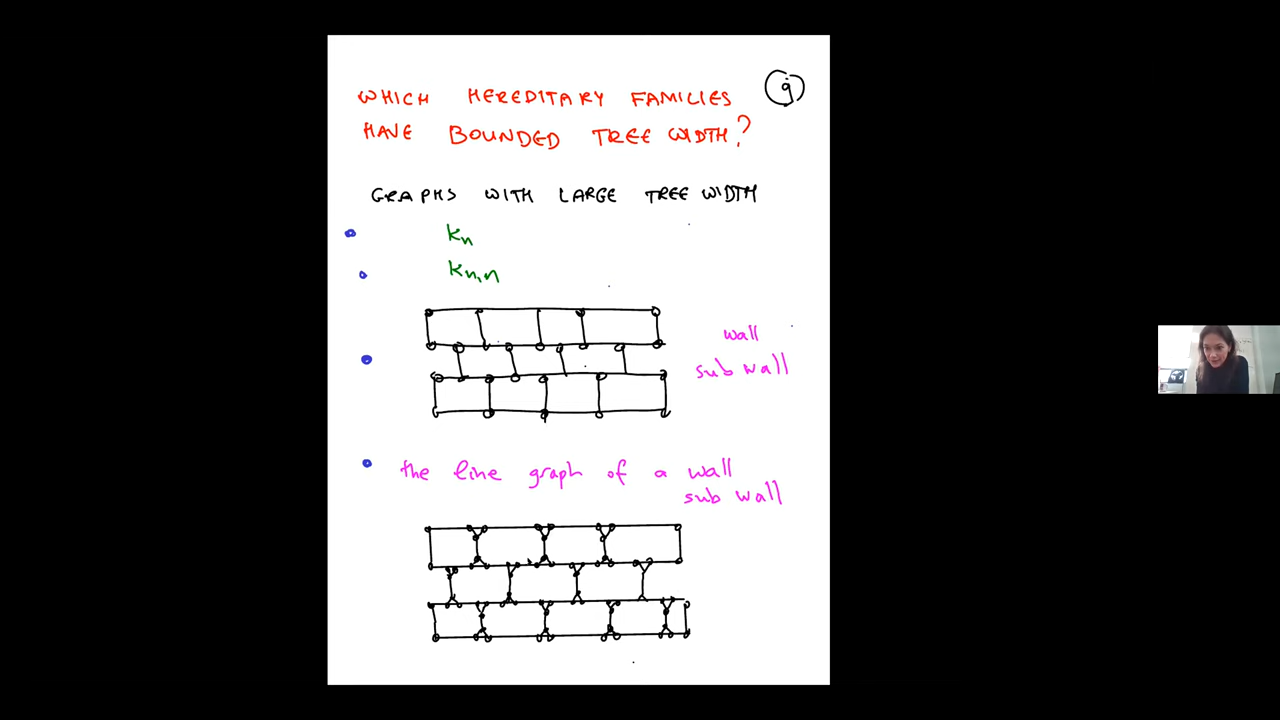 WHICH HEREDITARY FAMILIES
9
HAVE BOUNDED TREE WIDTH?
GRAPHS WITH LARGE TREE WIDTH
• Kn
• Kn,n
wall
• sub wall
• the line graph of a wall
sub wall